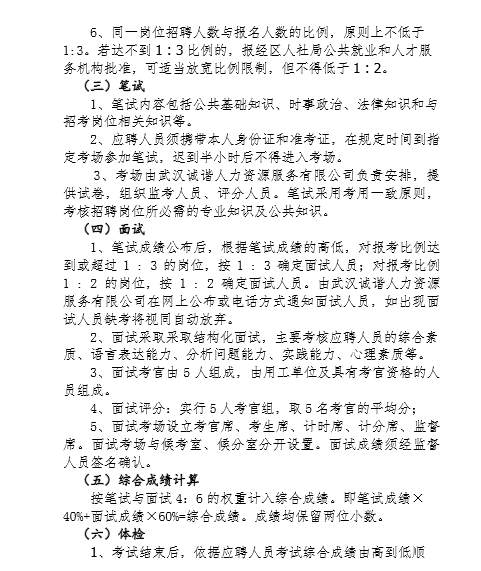 6、同一岗位招聘人数与报名人数的比例，原则上不低于
1:3。若达不到 1:3 比例的，报经区人社局公共就业和人才服
务机构批准，可适当放宽比例限制，但不得低于 1:2。
（三）笔试
1、笔试内容包括公共基础知识、时事政治、法律知识和与
招考岗位相关知识等。
2、应聘人员须携带本人身份证和准考证，在规定时间到指
定考场参加笔试，迟到半小时后不得进入考场。
3、考场由武汉诚谐人力资源服务有限公司负责安排，提
供试卷，组织监考人员、评分人员。笔试采用考用一致原则，
考核招聘岗位所必需的专业知识及公共知识。
（四）面试
1、笔试成绩公布后，根据笔试成绩的高低，对报考比例达
到或超过 1 : 3 的岗位，按 1 : 3 确定面试人员；对报考比例
1 : 2 的岗位，按 1 : 2 确定面试人员。由武汉诚谐人力资源
服务有限公司在网上公布或电话方式通知面试人员，如出现面
试人员缺考将视同自动放弃。
2、面试采取采取结构化面试，主要考核应聘人员的综合素
质、语言表达能力、分析问题能力、实践能力、心理素质等。
3、面试考官由 5 人组成，由用工单位及具有考官资格的人
员组成。
4、面试评分：实行 5 人考官组，取 5 名考官的平均分；
5、面试考场设立考官席、考生席、计时席、计分席、监督
席。面试考场与候考室、候分室分开设置。面试成绩须经监督
人员签名确认。
（五）综合成绩计算
按笔试与面试 4：6 的权重计入综合成绩。即笔试成绩×
40%+面试成绩×60%=综合成绩。成绩均保留两位小数。
（六）体检
1、考试结束后，依据应聘人员考试综合成绩由高到低顺